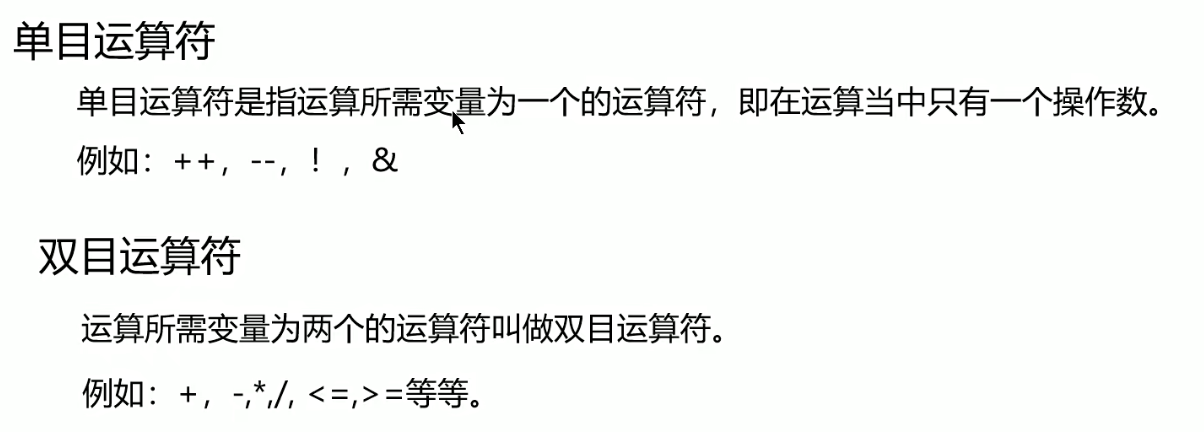 单目运算符
单目运算符是指运算所需变量为一个的运算符，即在运算当中只有一个操作数。
例如：++，--，！，&
双目运算符
运算所需变量为两个的运算符叫做双目运算符。
例如：+，-,*,/, <=,>=等等。